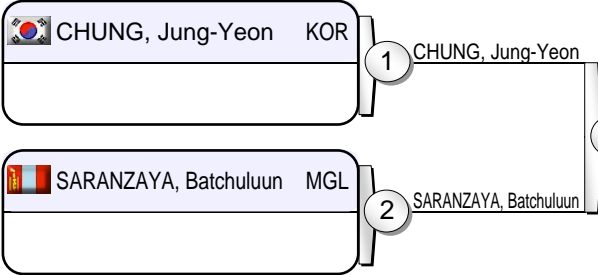 CHUNG, Jung-Yeon KOR
1 CHUNG, Jung-Yeon
SARANZAYA, Batchuluun MGL
2 SARANZAYA, Batchuluun